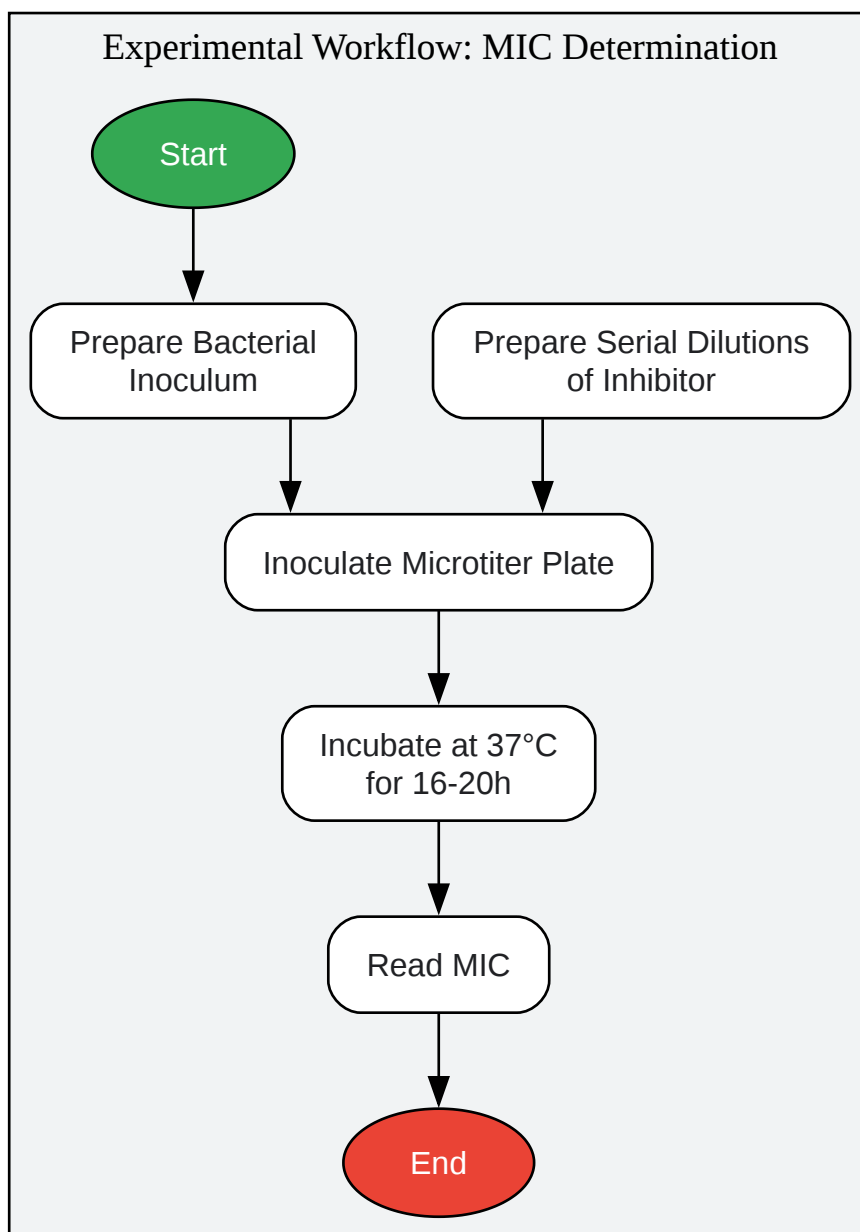 Experimental Workflow: MIC Determination
Start
Prepare Bacterial
Inoculum
Prepare Serial Dilutions
of Inhibitor
Inoculate Microtiter Plate
Incubate at 37°C
for 16-20h
Read MIC
End